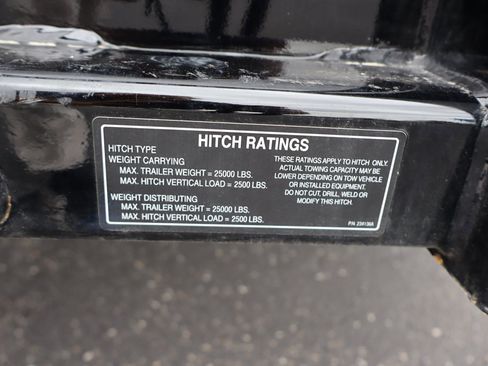 HITCH RATINGS
HITCH TYPE
WEIGHT CARRYING
MAX. TRAILER WEIGHT = 25000 LBS.
MAX. HITCH VERTICAL LOAD = 2500 LBS.
WEIGHT DISTRIBUTING
MAX. TRAILER WEIGHT = 25000 LBS.
MAX. HITCH VERTICAL LOAD = 2500 LBS.
THESE RATINGS APPLY TO HITCH ONLY.
ACTUAL TOWING CAPACITY MAY BE
LOWER DEPENDING ON TOW VEHICLE
OR INSTALLED EQUIPMENT.
DO NOT CUT, DRILL, WELD OR
MODIFY THIS HITCH.
P/N